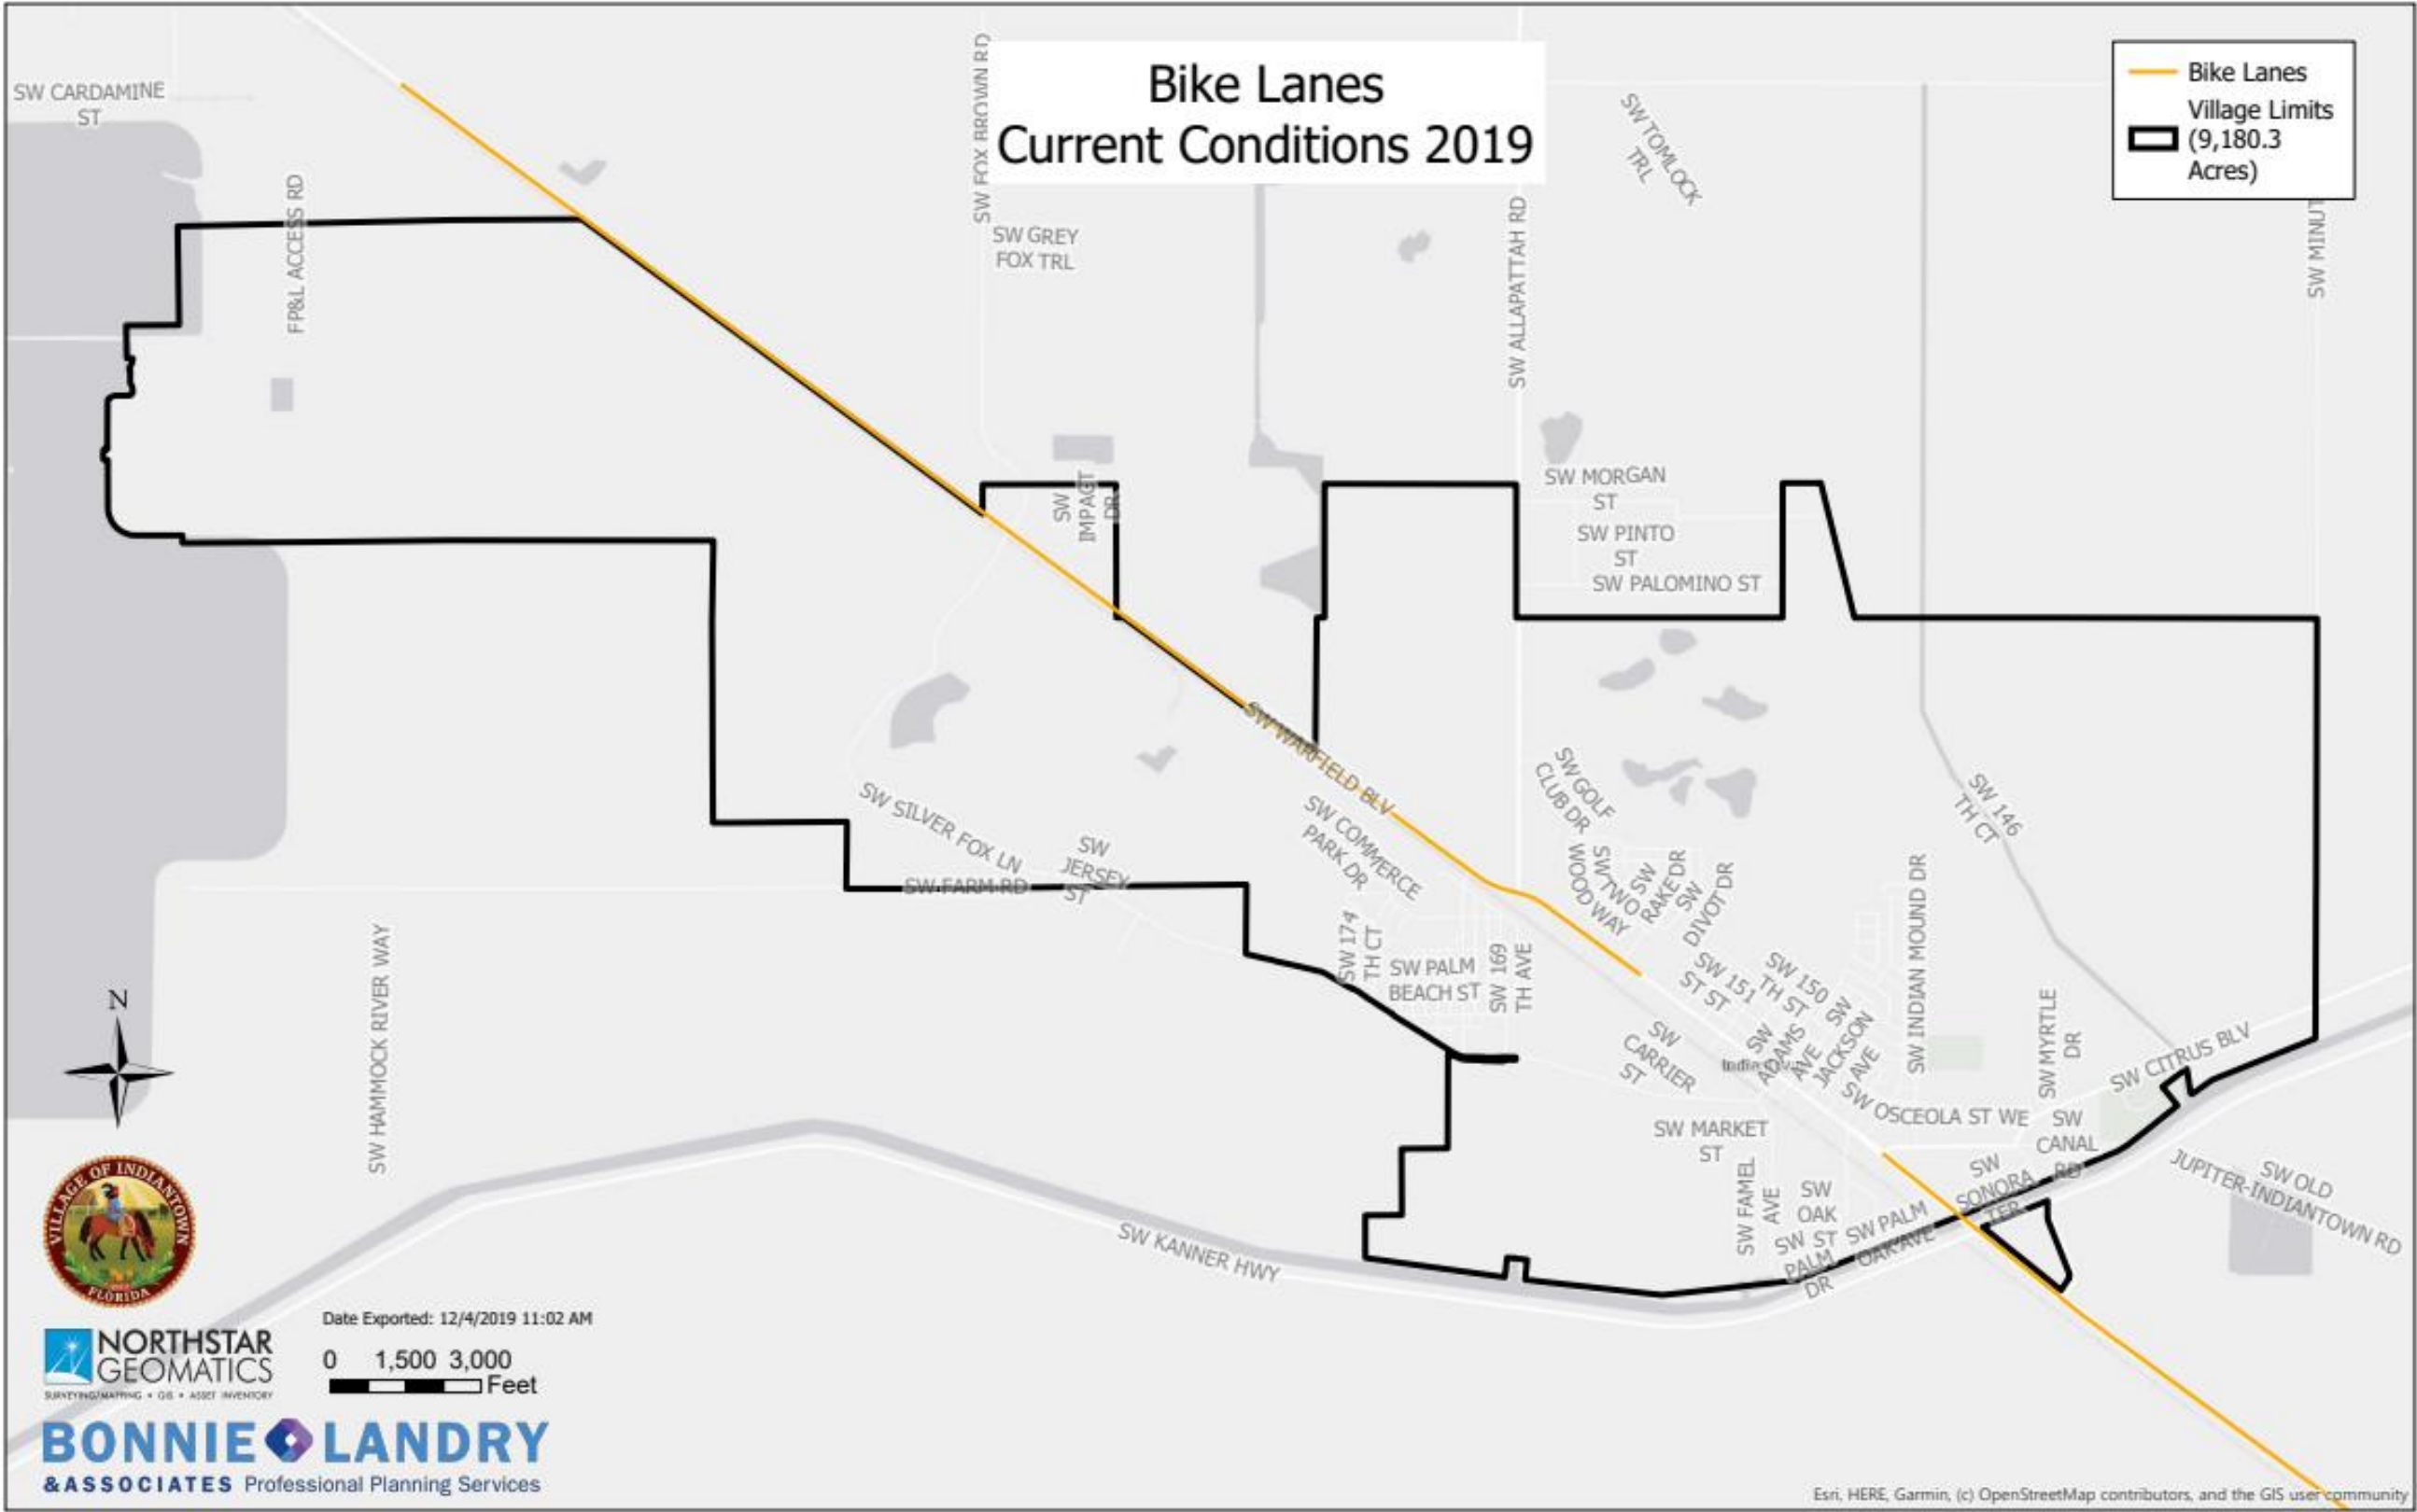 Bike Lanes
Current Conditions 2019
Bike Lanes
Village Limits
(9,180.3
Acres)
SW CARDAMINE
ST
FP&L ACCESS RD
SW FOX BROWN RD
SW GREY
FOX TRL
SW ALLAPATTAH RD
SW TOMLOCK
TRL
SW MINUT
SW
IMPACT
DR
SW MORGAN
ST
SW PINTO
ST
SW PALOMINO ST
SW WARFIELD BLV
SW GOLF
CLUB DR
SW 146
TH CT
SW SILVER FOX LN
SW
JERSEY
ST
SW FARM RD
SW COMMERCE
PARK DR
SW TWO
WOOD WAY
SW
RAKE DR
SW
DIVOT DR
SW INDIAN MOUND DR
SW 174
TH CT
SW PALM
BEACH ST
SW 169
TH AVE
SW 151
ST ST
SW 150
TH ST
SW
ADAMS
AVE
SW
JACKSON
AVE
SW MYRTLE
DR
SW CITRUS BLV
SW HAMMOCK RIVER WAY
SW
CARRIER
ST
SW OSCEOLA ST WE
SW
CANAL
RD
SW MARKET
ST
SW FAMEL
AVE
SW
OAK
ST
SW
PALM
DR
SW PALM
OAK AVE
SW
SONORA
TER
SW OLD
JUPITER-INDIANTOWN RD
SW KANNER HWY
N
VILLAGE OF INDIANTOWN
FLORIDA
Date Exported: 12/4/2019 11:02 AM
0 1,500 3,000
Feet
NORTHSTAR
GEOMATICS
SURVEYING/MAPPING • GIS • ASSET INVENTORY
BONNIE LANDRY
& ASSOCIATES Professional Planning Services
Esri, HERE, Garmin, (c) OpenStreetMap contributors, and the GIS user community